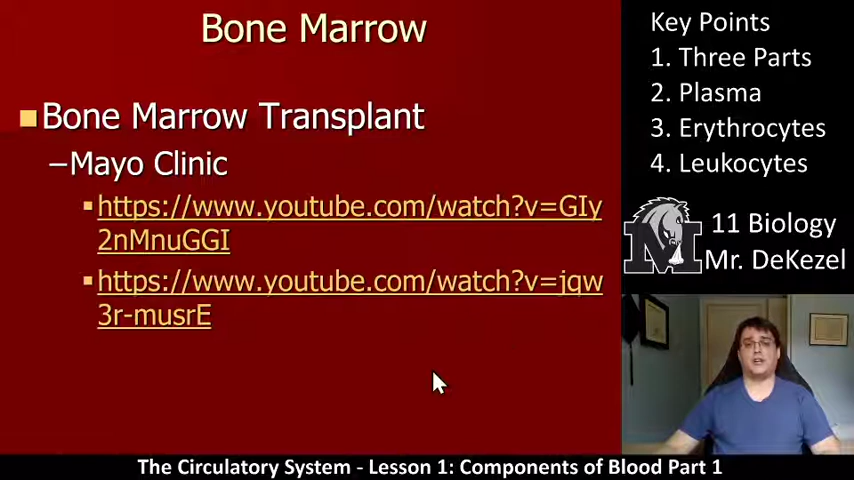 Bone Marrow
Bone Marrow Transplant
–Mayo Clinic
https://www.youtube.com/watch?v=GIy
2nMnuGGI
https://www.youtube.com/watch?v=jqw
3r-musrE
Key Points
1. Three Parts
2. Plasma
3. Erythrocytes
4. Leukocytes
M
11 Biology
Mr. DeKezel
The Circulatory System - Lesson 1: Components of Blood Part 1